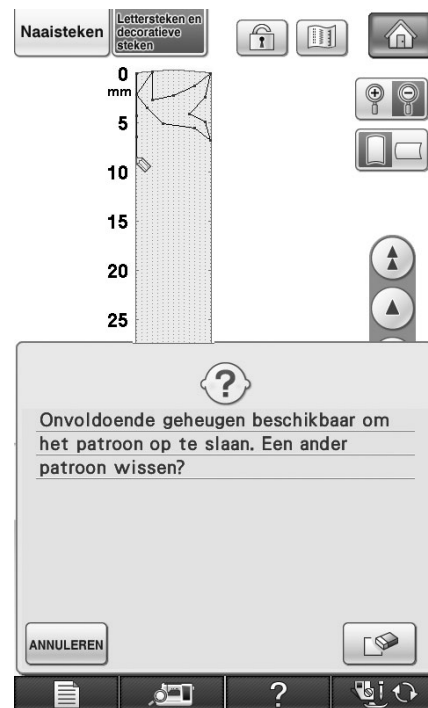 Naaisteken
Lettersteken en
decoratieve
steken
0
mm
5
10
15
20
25
?
Onvoldoende geheugen beschikbaar om
het patroon op te slaan. Een ander
patroon wissen?
ANNULEREN
?